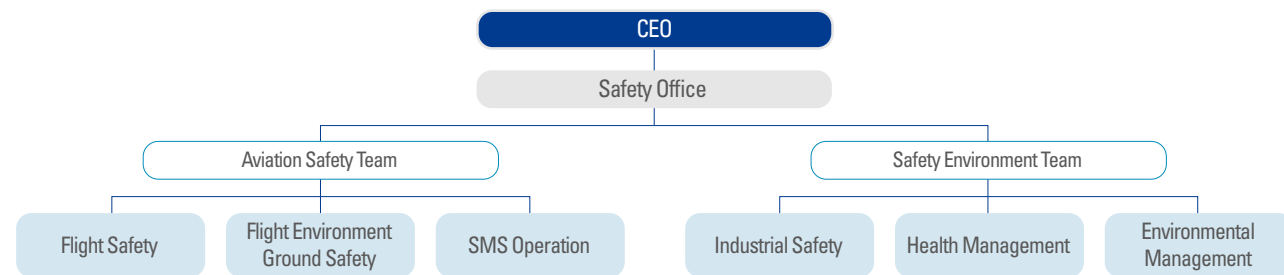 CEO
Safety Office
Aviation Safety Team
Safety Environment Team
Flight Safety
Flight Environment
Ground Safety
SMS Operation
Industrial Safety
Health Management
Environmental
Management